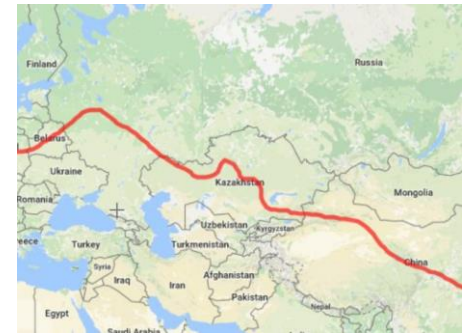 Finland
Russia
Belarus
Ukraine
Kazakhstan
Mongolia
Romania
Uzbekistan
Kyrgyzstan
Greece
Turkey
Turkmenistan
China
Syria
Afghanistan
Iraq
Iran
Pakistan
Nepal
Egypt
Saudi Arabia